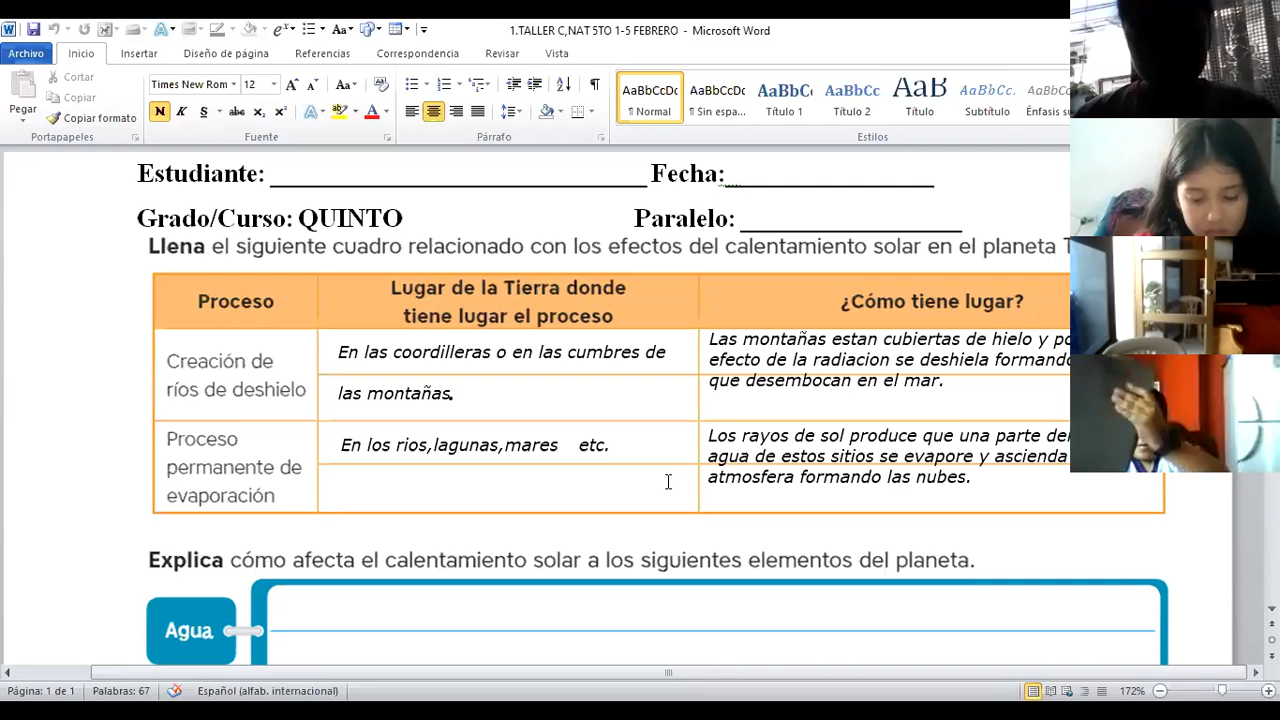 1.TALLER C,NAT 5TO 1-5 FEBRERO - Microsoft Word
Archivo Inicio Insertar Diseño de página Referencias Correspondencia Revisar Vista
Pegar
Cortar
Copiar
Copiar formato
Portapapeles
Times New Rom 12
Fuente
Párrafo
AaBbCcDc AaBbCcDc AaBbC AaBbCc AaB AaBbCc. AaBbCcD
¶ Normal ¶ Sin espa... Título 1 Título 2 Título Subtítulo Énfasis
Estilos
Estudiante: Fecha:
Grado/Curso: QUINTO Paralelo:
Llena el siguiente cuadro relacionado con los efectos del calentamiento solar en el planeta T
Proceso
Lugar de la Tierra donde
tiene lugar el proceso
¿Cómo tiene lugar?
Creación de
ríos de deshielo
En las coordilleras o en las cumbres de
las montañas.
Las montañas estan cubiertas de hielo y po
efecto de la radiacion se deshiela formando
que desembocan en el mar.
Proceso
permanente de
evaporación
En los rios,lagunas,mares etc.
Los rayos de sol produce que una parte de
agua de estos sitios se evapore y ascienda
atmosfera formando las nubes.
Explica cómo afecta el calentamiento solar a los siguientes elementos del planeta.
Agua
Página: 1 de 1 Palabras: 67 Español (alfab. internacional) 172%